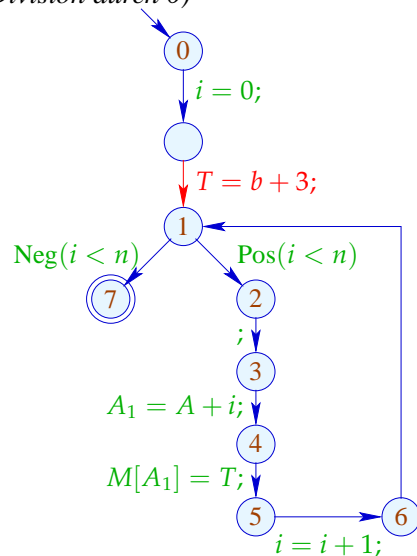 Division durch 0)
0
i = 0;
T = b + 3;
1
Neg(i < n) Pos(i < n)
7 2
;
3
A₁ = A + i;
4
M[A₁] = T;
5 6
i = i + 1;